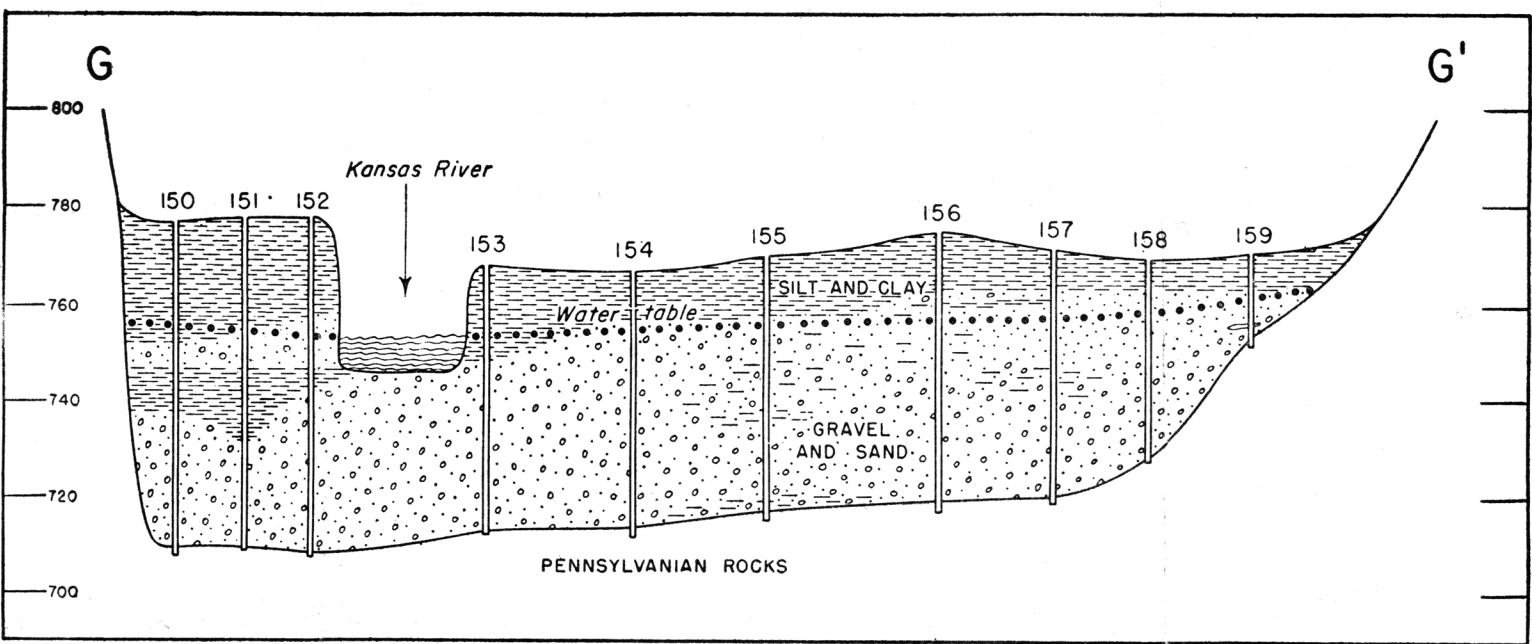 G
G'
800
Kansas River
150 151 152
780
156
153
154
155
157
158
159
SILT AND CLAY
760
Water table
740
GRAVEL
AND SAND
720
PENNSYLVANIAN ROCKS
700